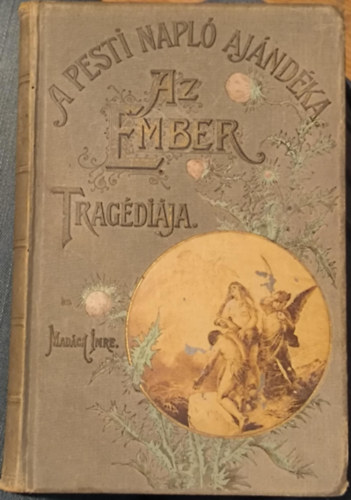 A PESTI NAPLÓ AJÁNDÉKA
AZ
EMBER
TRAGÉDIÁJA.
MADÁCH IMRE.